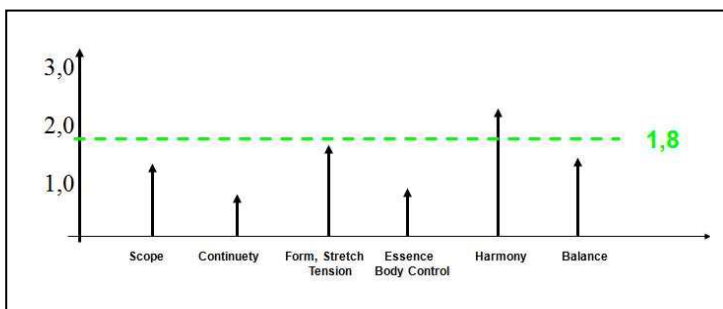 3,0
2,0
1,8
1,0
Scope
Continuety
Form, Stretch
Tension
Essence
Body Control
Harmony
Balance